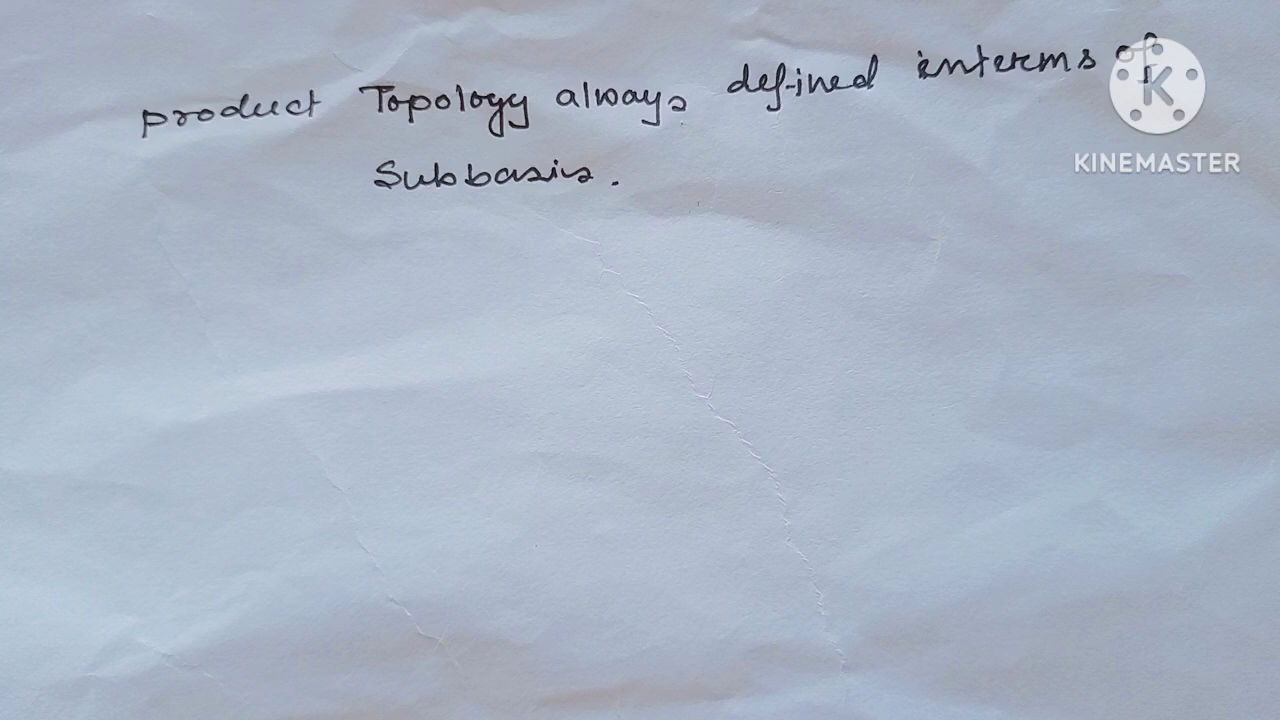 product Topology always defined interms of
Subbasis.
K
KINEMASTER